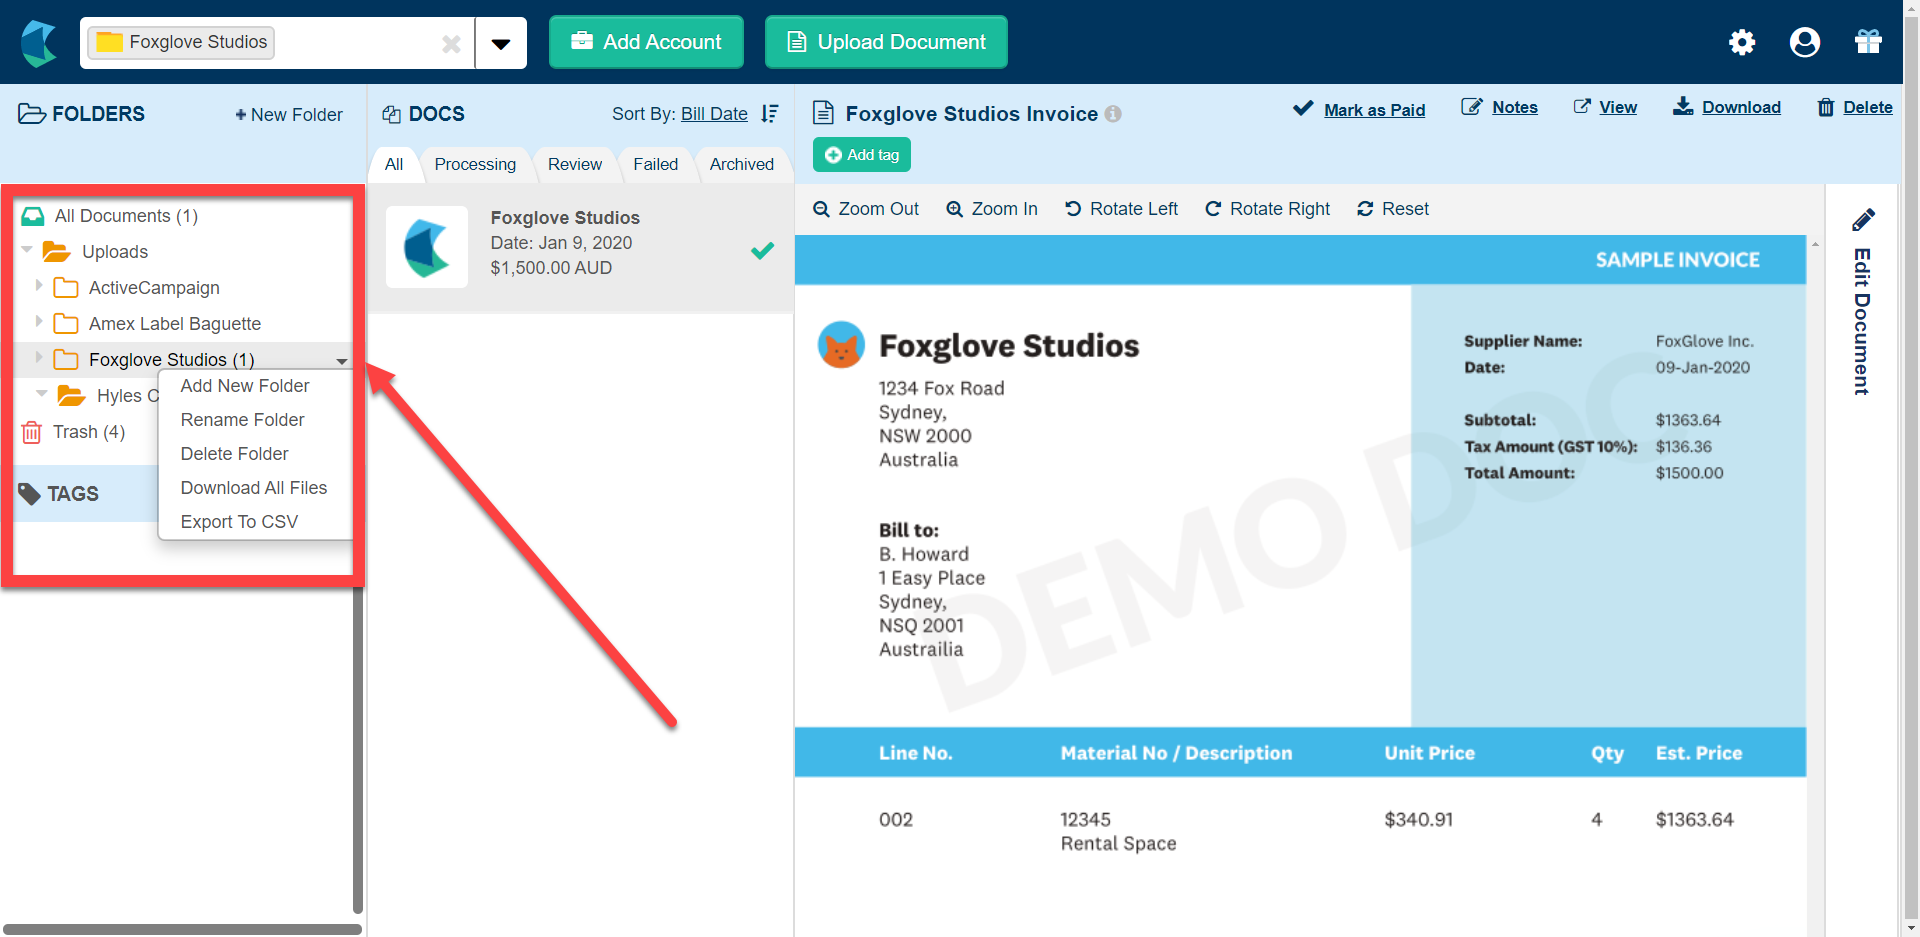 Foxglove Studios
Add Account
Upload Document
FOLDERS
+ New Folder
All Documents (1)
Uploads
ActiveCampaign
Amex Label Baguette
Foxglove Studios (1)
Hyles C
Trash (4)
Add New Folder
Rename Folder
Delete Folder
Download All Files
Export To CSV
TAGS
DOCS
Sort By: Bill Date
All
Processing
Review
Failed
Archived
Foxglove Studios
Date: Jan 9, 2020
$1,500.00 AUD
Foxglove Studios Invoice
Mark as Paid
Notes
View
Download
Delete
Add tag
Zoom Out
Zoom In
Rotate Left
Rotate Right
Reset
Edit Document
SAMPLE INVOICE
Foxglove Studios
1234 Fox Road
Sydney,
NSW 2000
Australia
Supplier Name: FoxGlove Inc.
Date: 09-Jan-2020
Subtotal: $1363.64
Tax Amount (GST 10%): $136.36
Total Amount: $1500.00
Bill to:
B. Howard
1 Easy Place
Sydney,
NSQ 2001
Austrailia
DEMO DOC
Line No. Material No / Description Unit Price Qty Est. Price
002 12345 $340.91 4 $1363.64
Rental Space